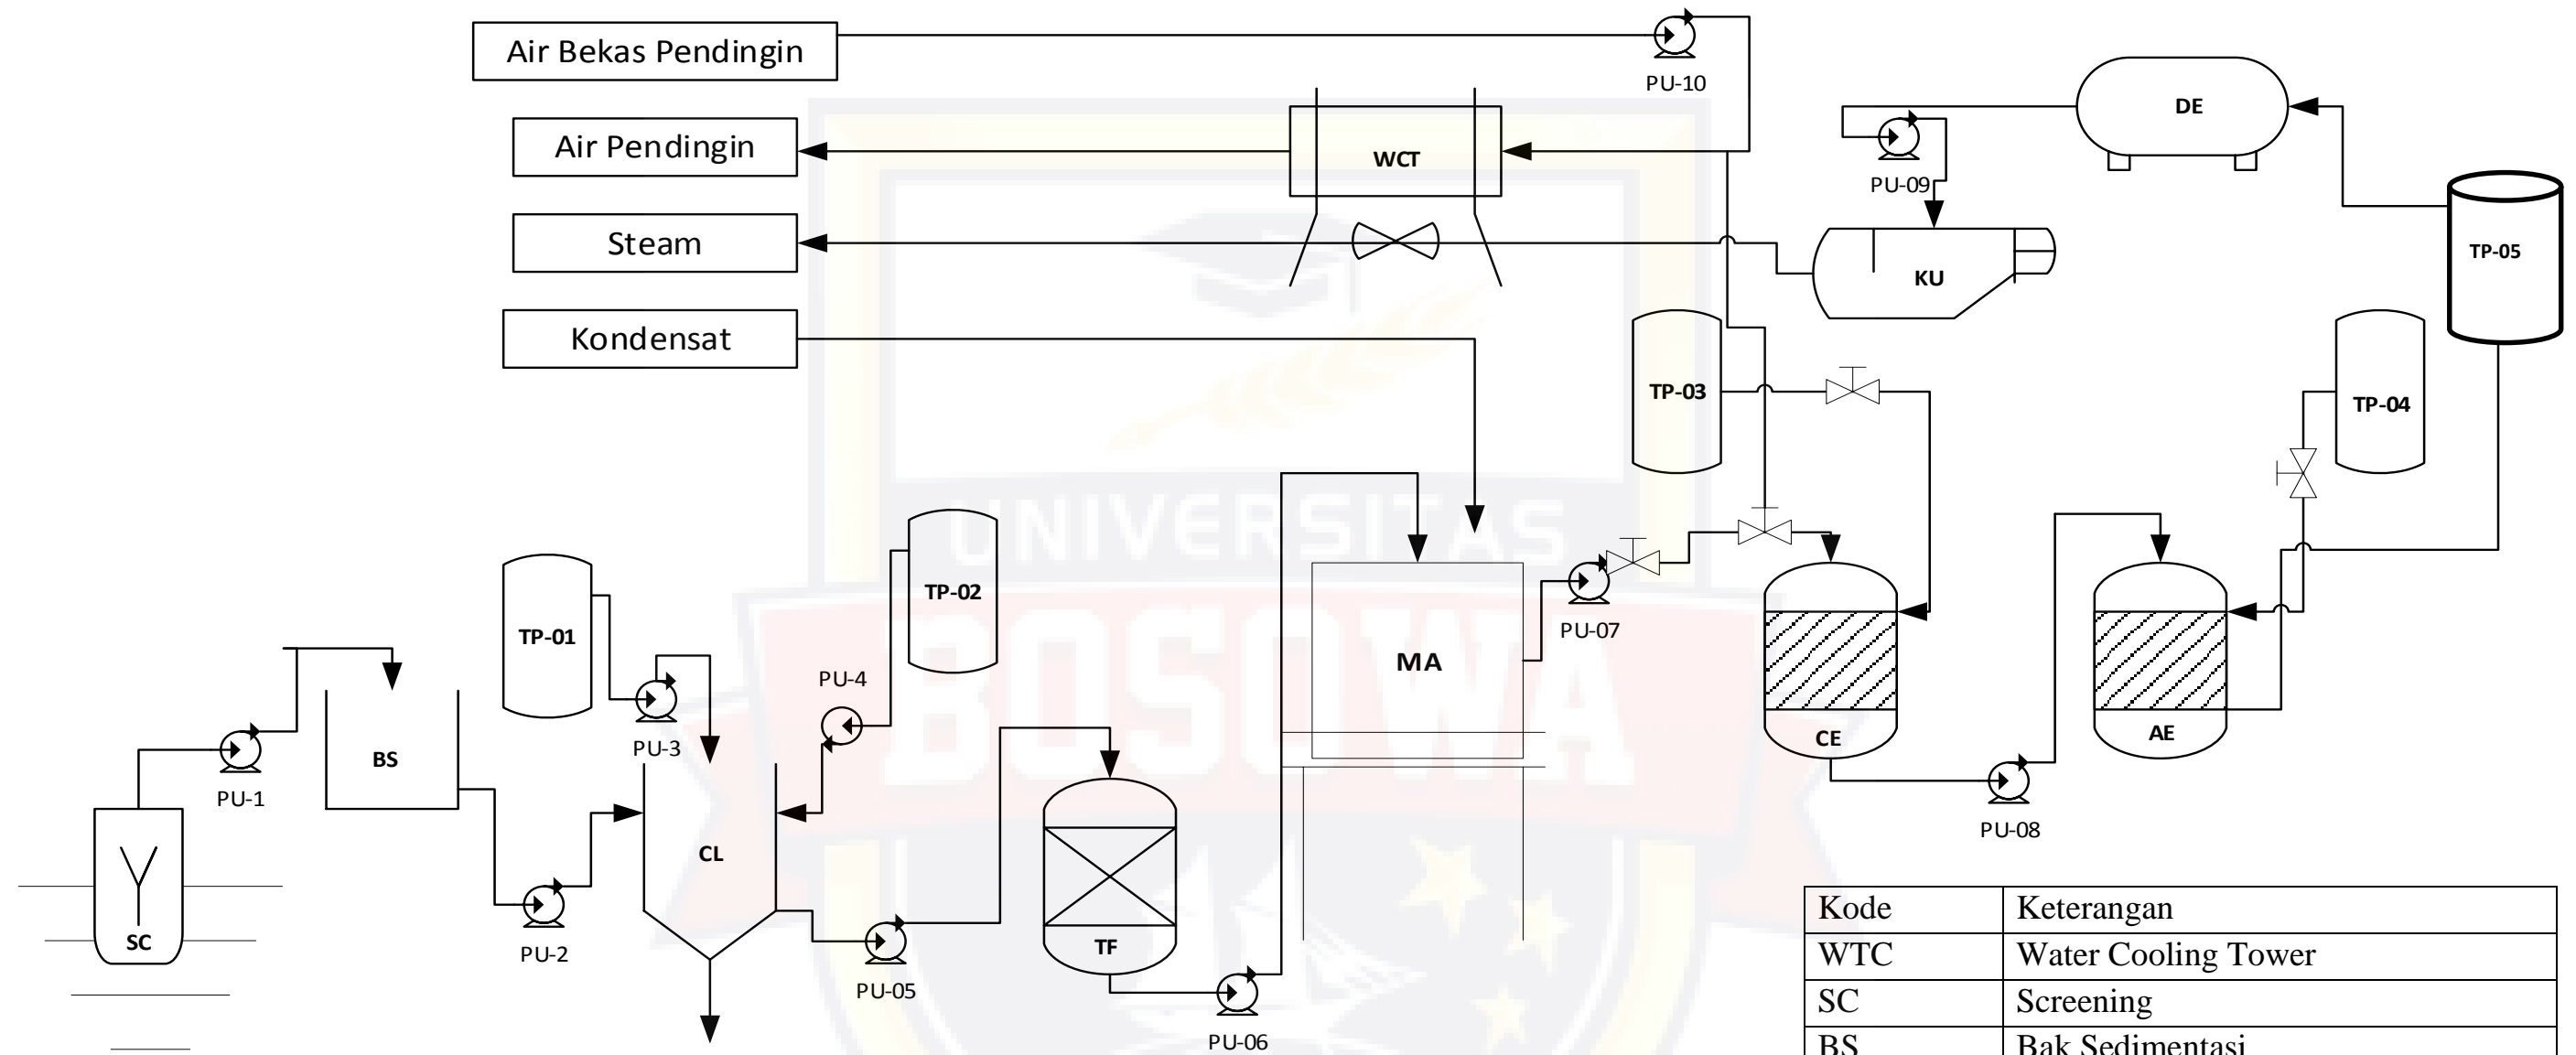 Air Bekas Pendingin
PU-10
Air Pendingin
WCT
PU-09
DE
Steam
KU
TP-05
Kondensat
TP-03
TP-04
UNIVERSITAS
BOSOWA
TP-01
TP-02
PU-3
PU-4
PU-1
BS
SC
PU-2
CL
PU-05
TF
PU-06
MA
PU-07
CE
PU-08
AE
Kode Keterangan
WTC Water Cooling Tower
SC Screening
BS Bak Sedimentasi